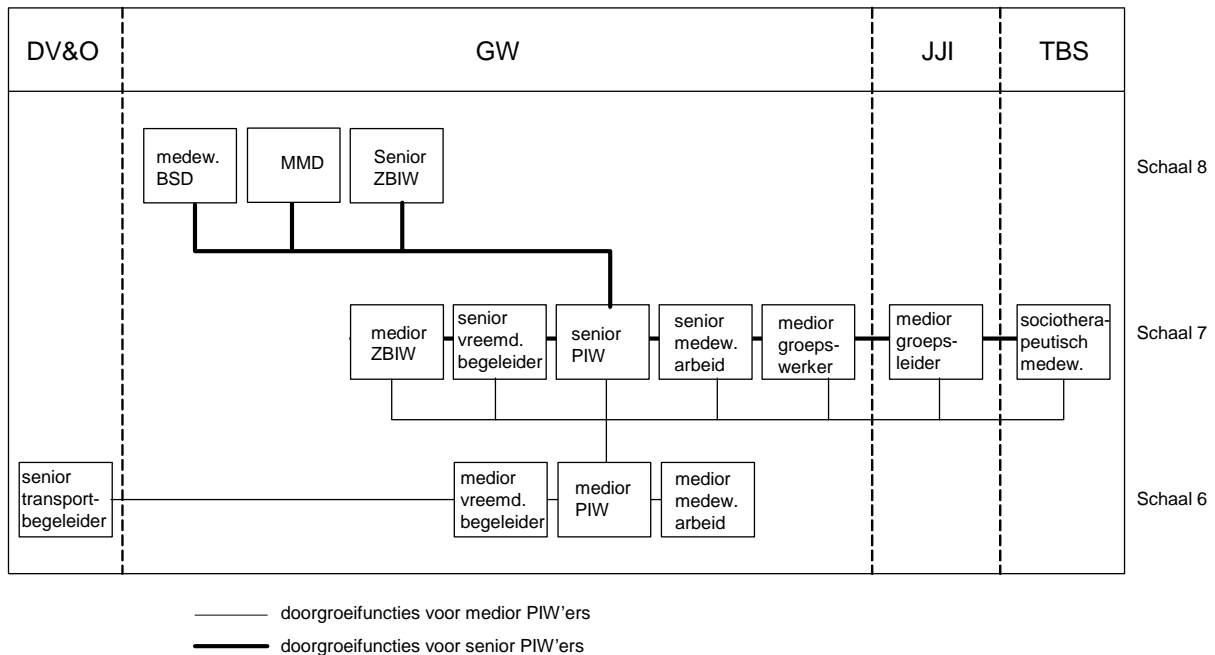 DV&O
GW
JJI
TBS
medew.
BSD
MMD
Senior
ZBIW
Schaal 8
medior
ZBIW
senior
vreemd.
begeleider
senior
PIW
senior
medew.
arbeid
medior
groeps-
werker
medior
groeps-
leider
sociothera-
peutisch
medew.
Schaal 7
senior
transport-
begeleider
medior
vreemd.
begeleider
medior
PIW
medior
medew.
arbeid
Schaal 6
doorgroeifuncties voor medior PIW'ers
doorgroeifuncties voor senior PIW'ers